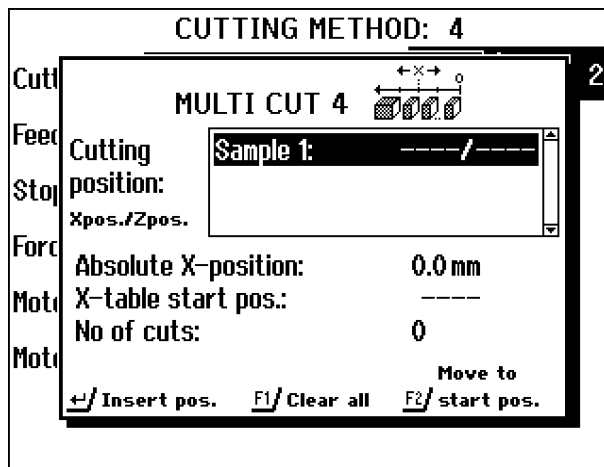 CUTTING METHOD: 4
2
Cutt
MULTI CUT 4
←X→ 0
Feed
Cutting position:
Sample 1: ----/----
Stop
Xpos./Zpos.
Forc
Absolute X-position: 0.0 mm
X-table start pos.: ----
Moto
No of cuts: 0
Moto
↵/ Insert pos. F1/ Clear all F2/ Move to start pos.